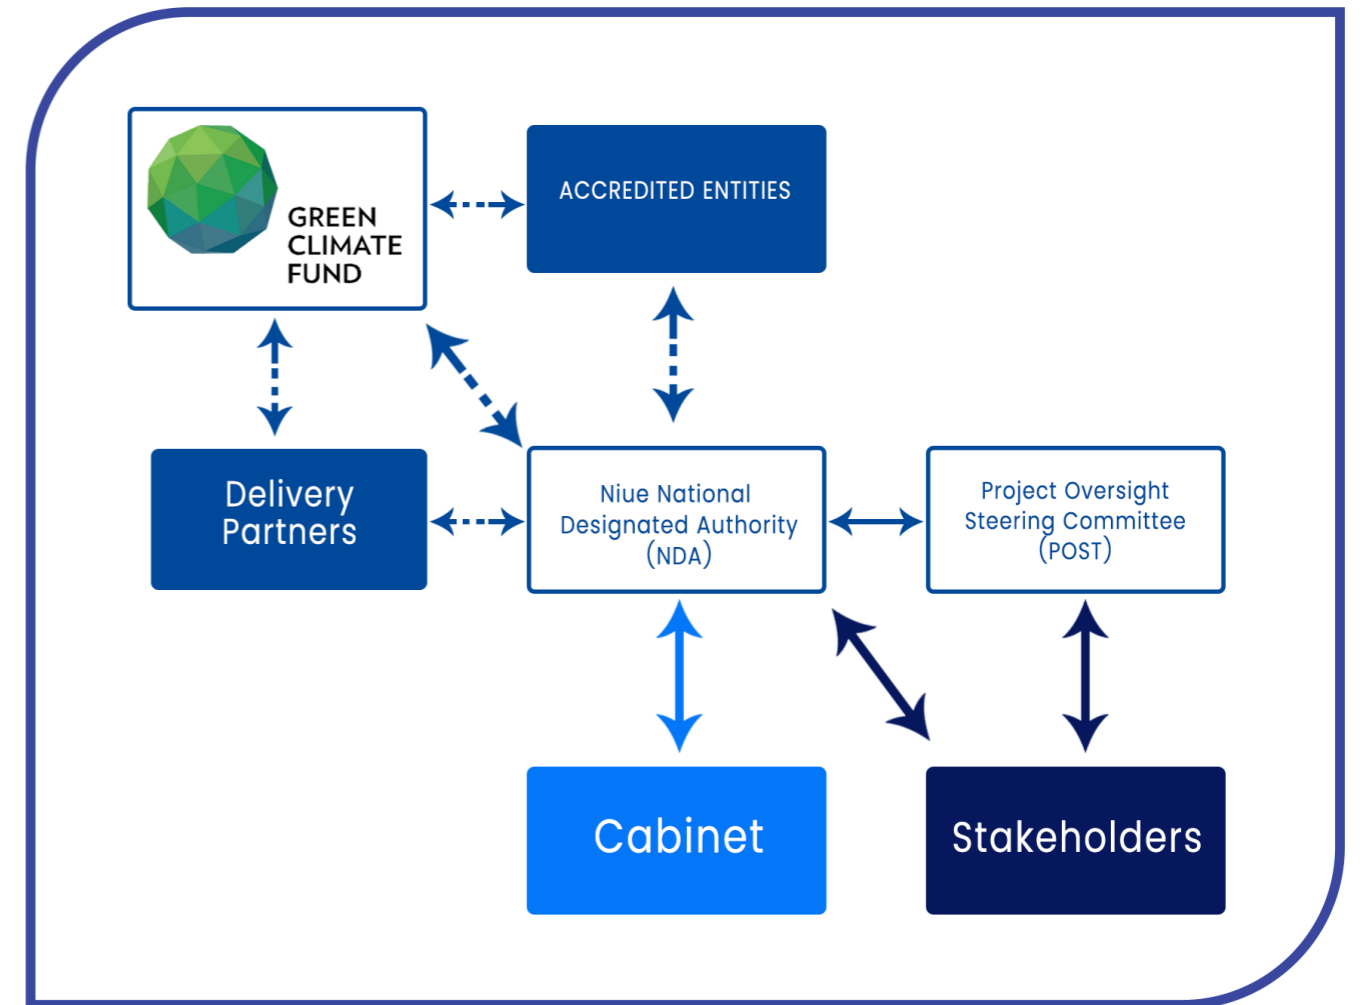 GREEN
CLIMATE
FUND
ACCREDITED ENTITIES
Delivery
Partners
Niue National
Designated Authority
(NDA)
Project Oversight
Steering Committee
(POST)
Cabinet
Stakeholders